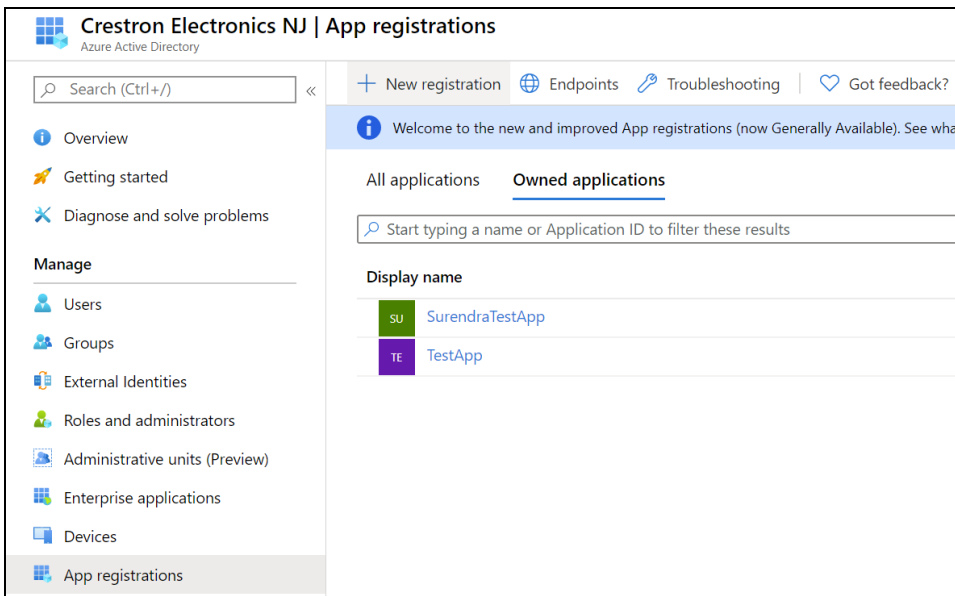 Crestron Electronics NJ | App registrations
Azure Active Directory
Search (Ctrl+/)
«
Overview
Getting started
Diagnose and solve problems
Manage
Users
Groups
External Identities
Roles and administrators
Administrative units (Preview)
Enterprise applications
Devices
App registrations
New registration
Endpoints
Troubleshooting
Got feedback?
Welcome to the new and improved App registrations (now Generally Available). See wha
All applications
Owned applications
Start typing a name or Application ID to filter these results
Display name
SU SurendraTestApp
TE TestApp